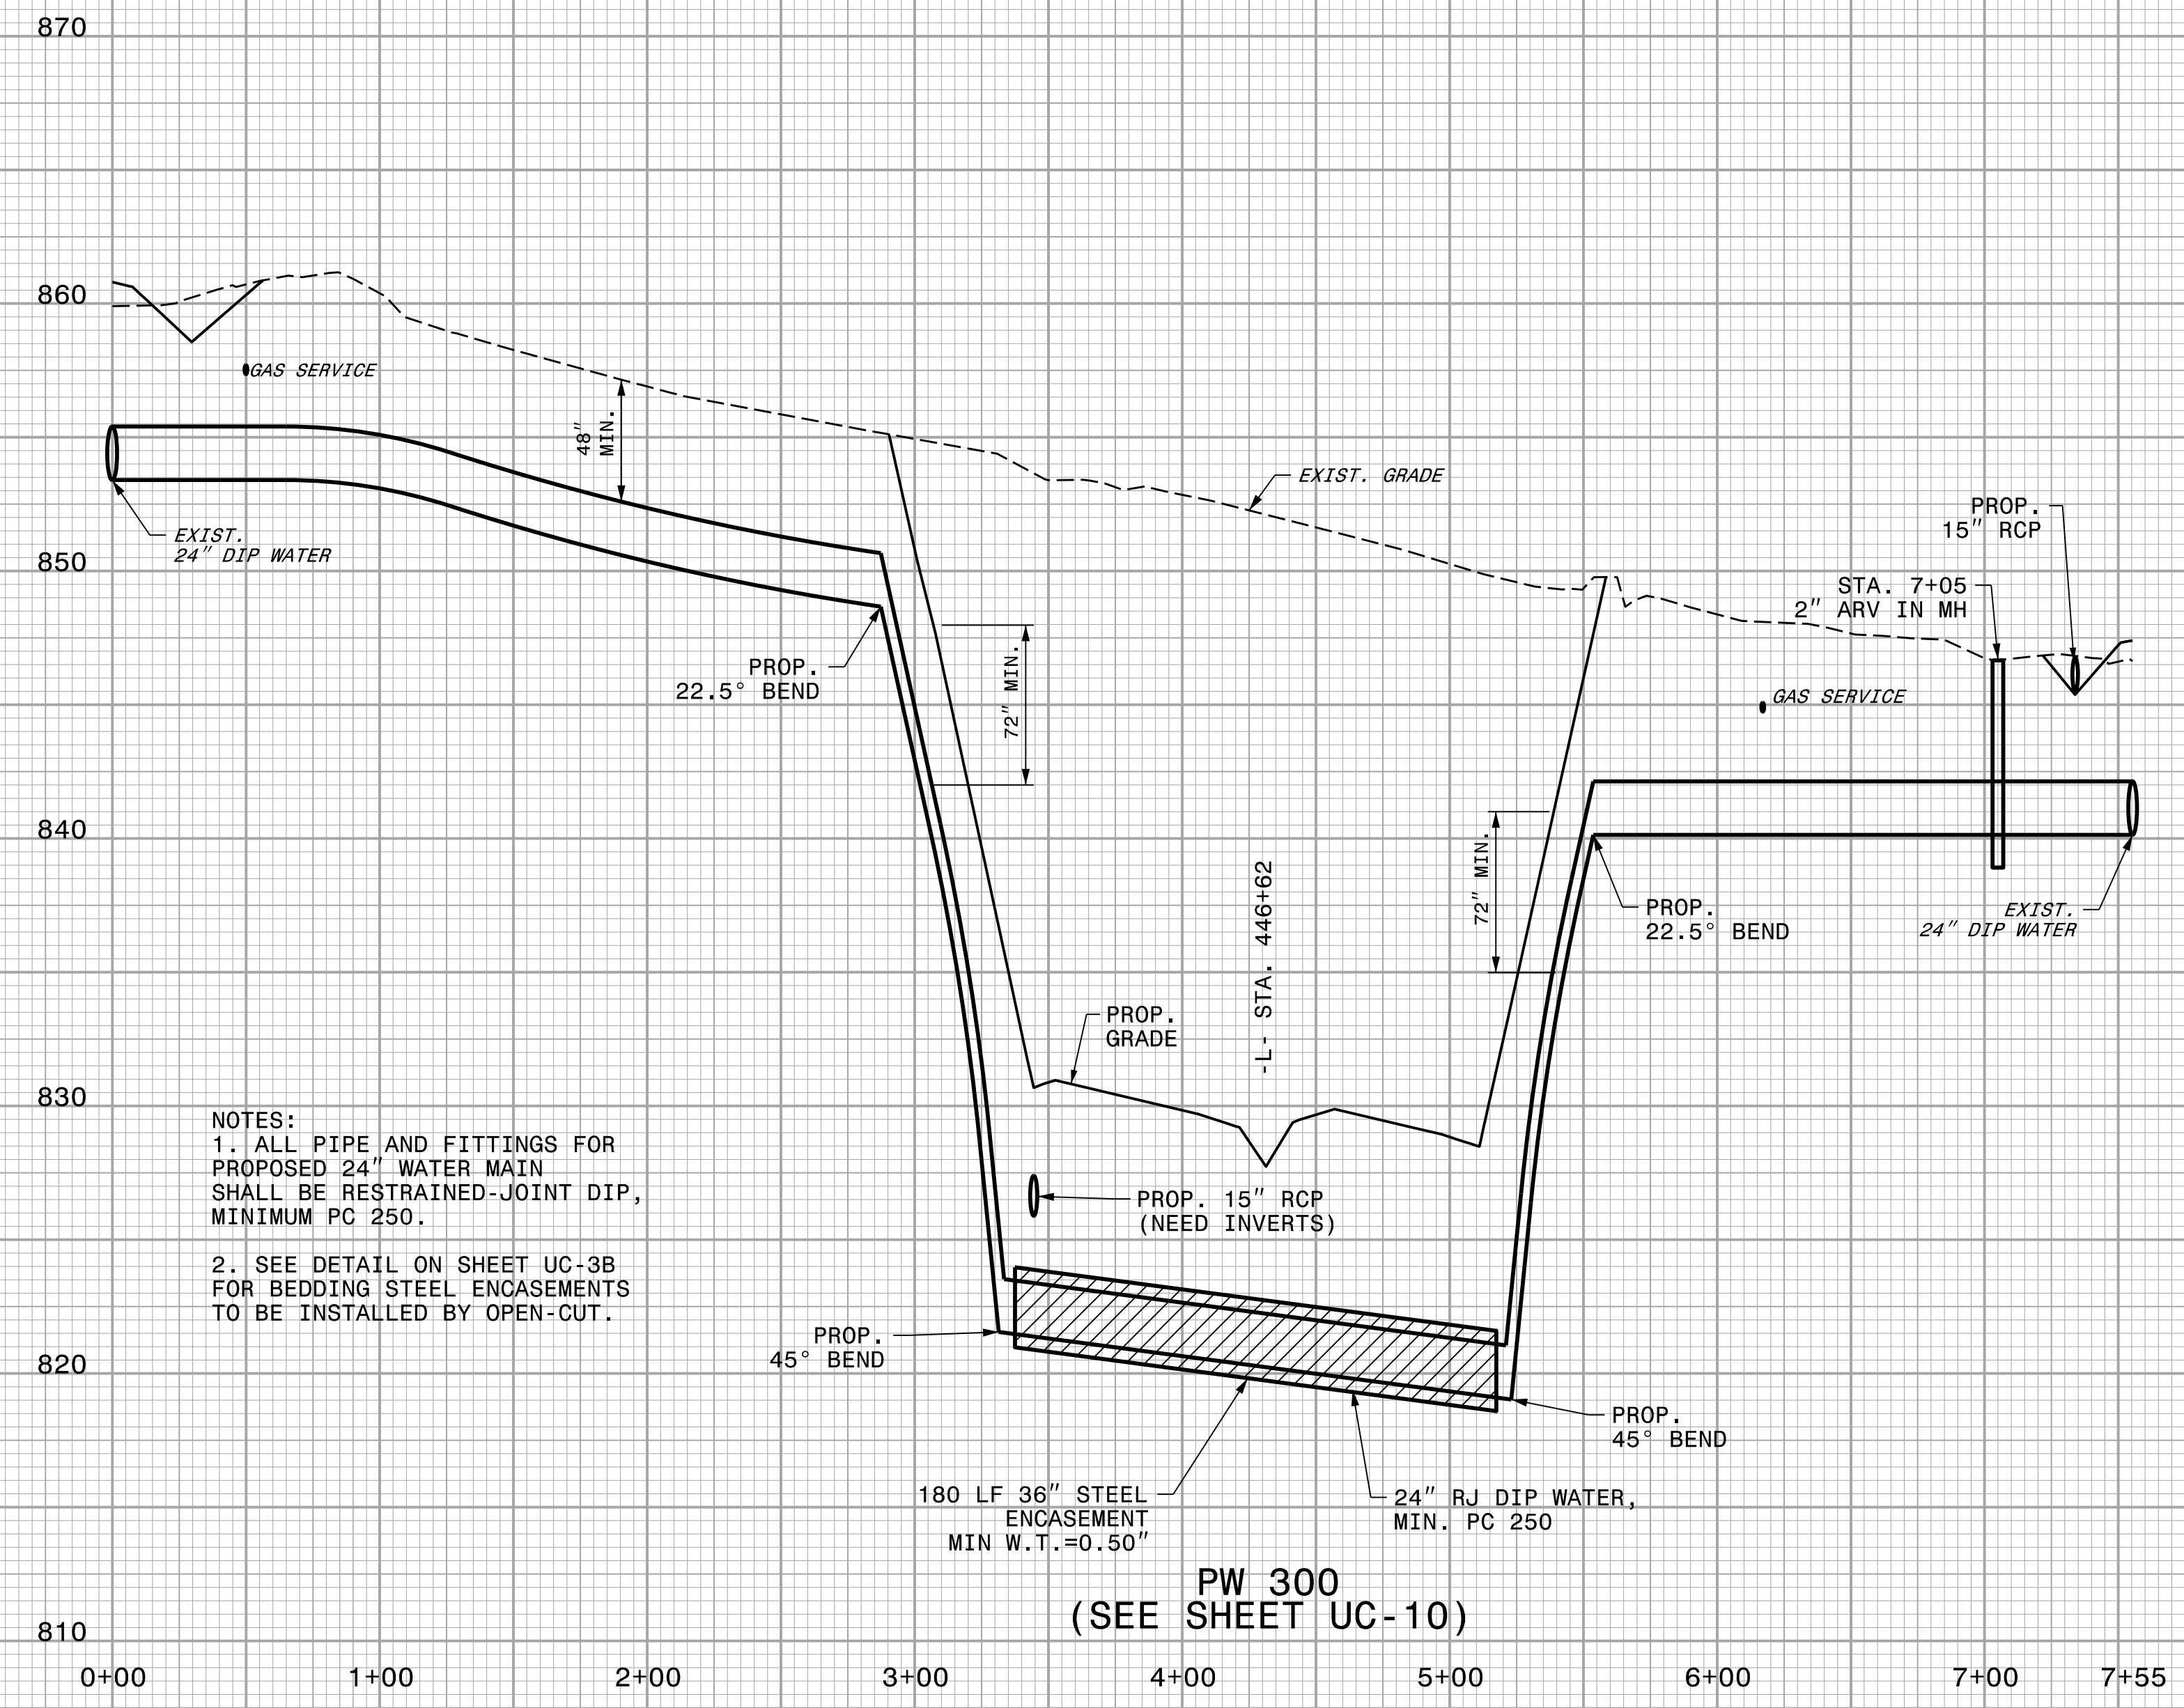 870
860
GAS SERVICE
48"
MIN.
EXIST. GRADE
PROP.
15" RCP
EXIST.
24" DIP WATER
850
STA. 7+05
2" ARV IN MH
PROP.
22.5° BEND
72" MIN.
GAS SERVICE
840
72" MIN.
-L- STA. 446+62
PROP.
22.5° BEND
EXIST.
24" DIP WATER
PROP.
GRADE
830
NOTES:
1. ALL PIPE AND FITTINGS FOR
PROPOSED 24" WATER MAIN
SHALL BE RESTRAINED-JOINT DIP,
MINIMUM PC 250.
2. SEE DETAIL ON SHEET UC-3B
FOR BEDDING STEEL ENCASEMENTS
TO BE INSTALLED BY OPEN-CUT.
PROP. 15" RCP
(NEED INVERTS)
PROP.
45° BEND
820
PROP.
45° BEND
180 LF 36" STEEL
ENCASEMENT
MIN W.T.=0.50"
24" RJ DIP WATER,
MIN. PC 250
PW 300
(SEE SHEET UC-10)
810
0+00
1+00
2+00
3+00
4+00
5+00
6+00
7+00
7+55